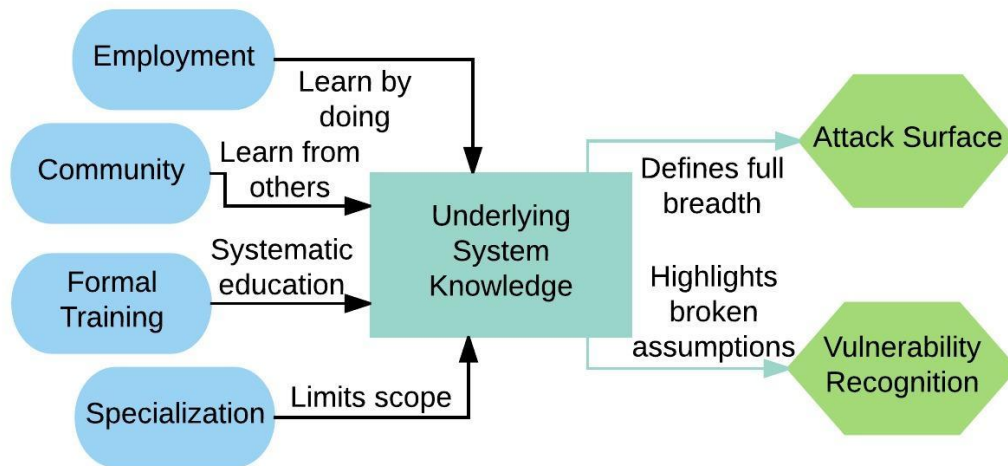 Employment
Learn by
doing
Community
Learn from
others
Formal
Training
Systematic
education
Specialization
Limits scope
Underlying
System
Knowledge
Defines full
breadth
Attack Surface
Highlights
broken
assumptions
Vulnerability
Recognition